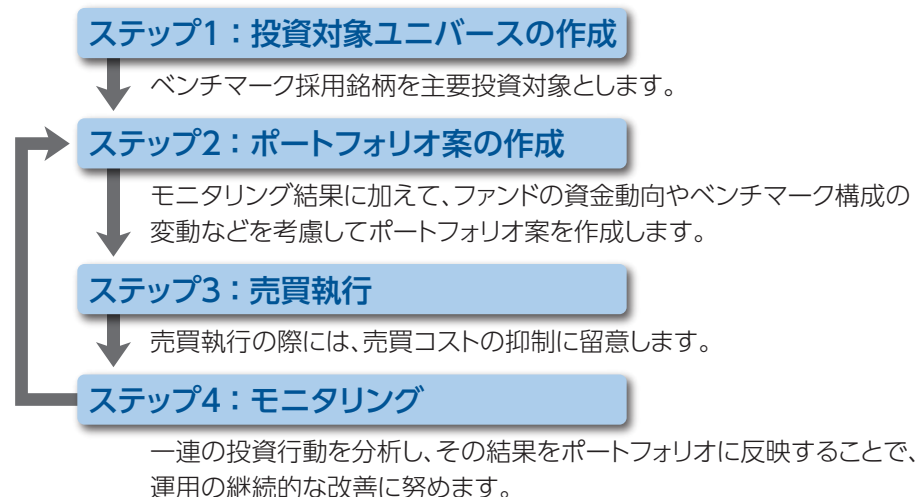 ステップ1：投資対象ユニバースの作成
ベンチマーク採用銘柄を主要投資対象とします。
ステップ2：ポートフォリオ案の作成
モニタリング結果に加えて、ファンドの資金動向やベンチマーク構成の
変動などを考慮してポートフォリオ案を作成します。
ステップ3：売買執行
売買執行の際には、売買コストの抑制に留意します。
ステップ4：モニタリング
一連の投資行動を分析し、その結果をポートフォリオに反映することで、
運用の継続的な改善に努めます。